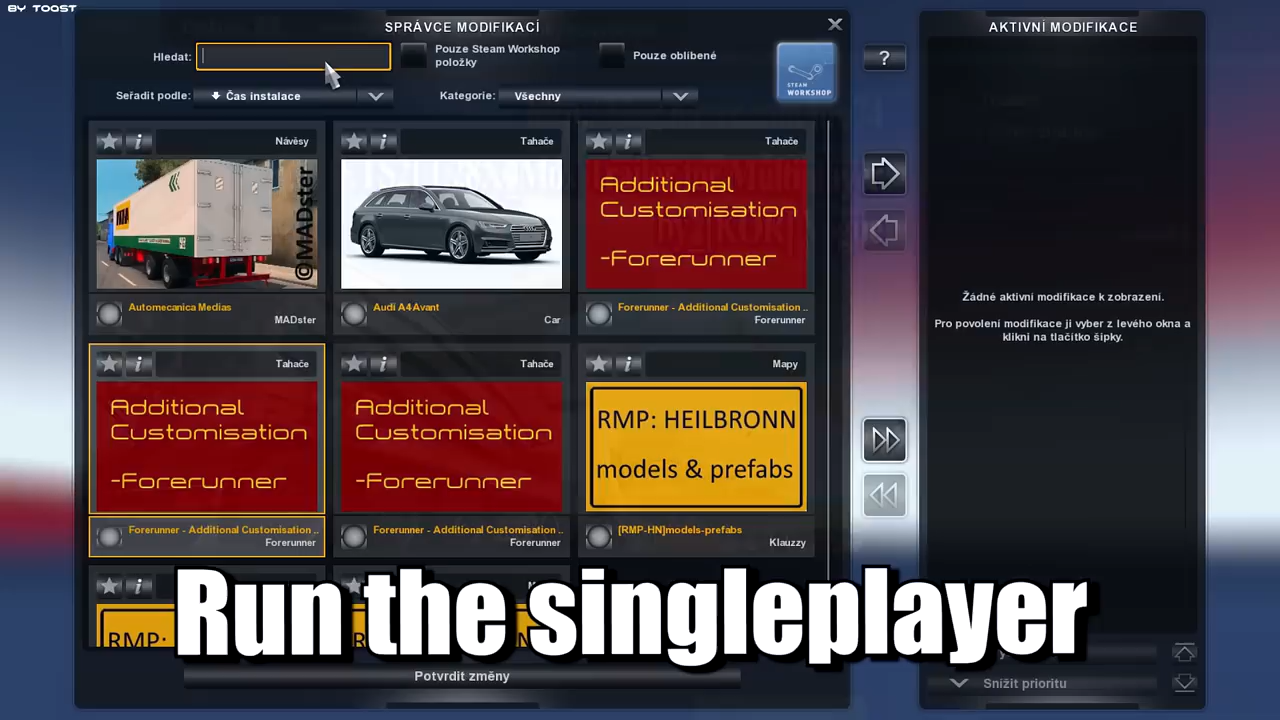 BY TOAST
SPRÁVCE MODIFIKACÍ
Hledat:
Pouze Steam Workshop
položky
Pouze oblíbené
STEAM
WORKSHOP
Seřadit podle:
Čas instalace
Kategorie:
Všechny
Návěsy
©MADster
Automecanica Medias
MADster
Tahače
Audi A4 Avant
Car
Tahače
Additional
Customisation
-Forerunner
Forerunner - Additional Customisation ..
Forerunner
Tahače
Additional
Customisation
-Forerunner
Forerunner - Additional Customisation ..
Forerunner
Tahače
Additional
Customisation
-Forerunner
Forerunner - Additional Customisation ..
Forerunner
Mapy
RMP: HEILBRONN
models & prefabs
[RMP-HN]models-prefabs
Klauzzy
RMP:
Run the singleplayer
Potvrdit změny
?
AKTIVNÍ MODIFIKACE
Žádné aktivní modifikace k zobrazení.
Pro povolení modifikace ji vyber z levého okna a
klikni na tlačítko šipky.
Snížit prioritu